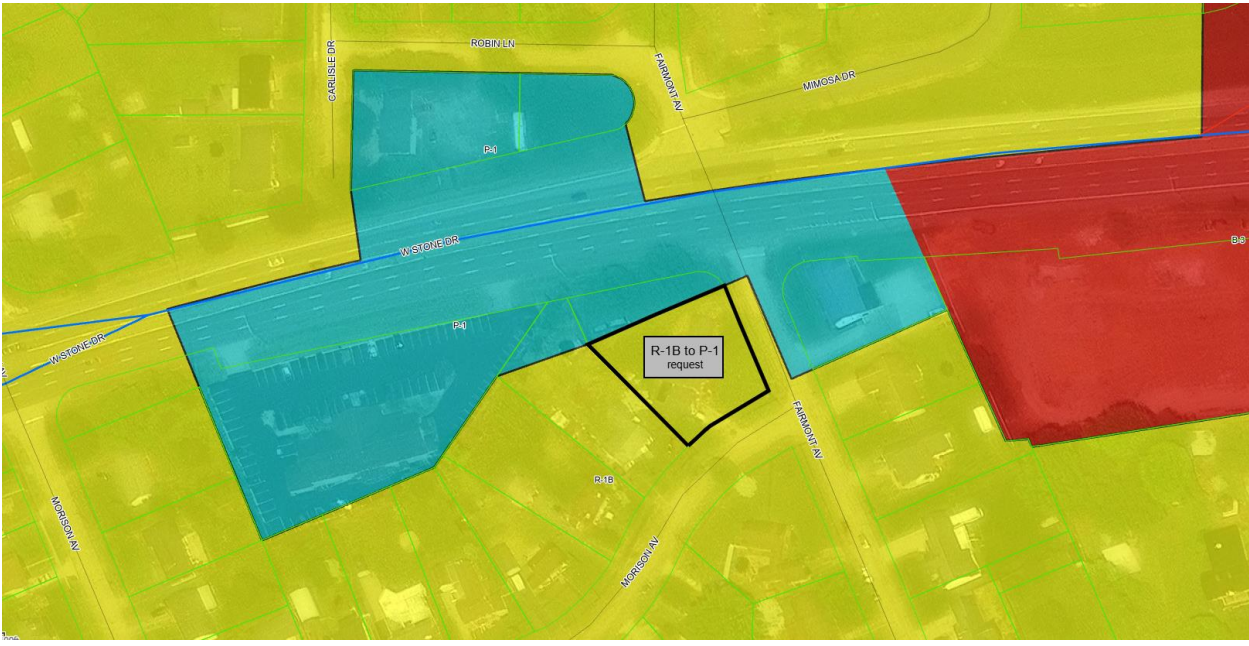 ROBIN LN
CARLISLE DR
FAIRMONT AV
MIMOSA DR
P-1
W STONE DR
B-3
P-1
W STONE DR
AV
R-1B to P-1
request
FAIRMONT AV
R-1B
MORISON AV
MORISON AV